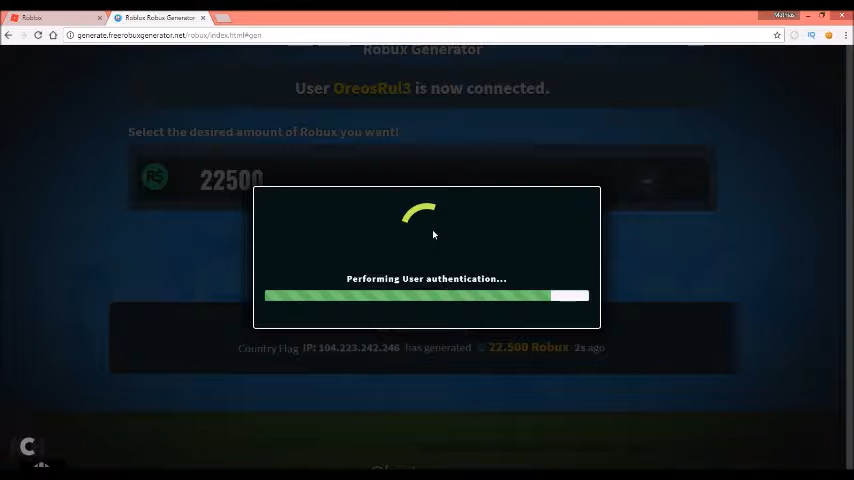 Roblox
Roblox Robux Generator
Mathias
generate.freerobuxgenerator.net/robux/index.html#gen
Robux Generator
User OreosRul3 is now connected.
Select the desired amount of Robux you want!
R$ 22500
Performing User authentication...
Country Flag IP: 104.223.242.246 has generated 22.500 Robux 2s ago